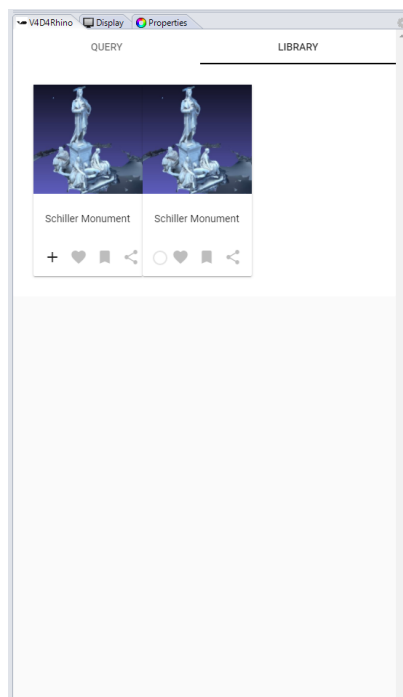 V4D4Rhino Display Properties
QUERY LIBRARY
Schiller Monument Schiller Monument